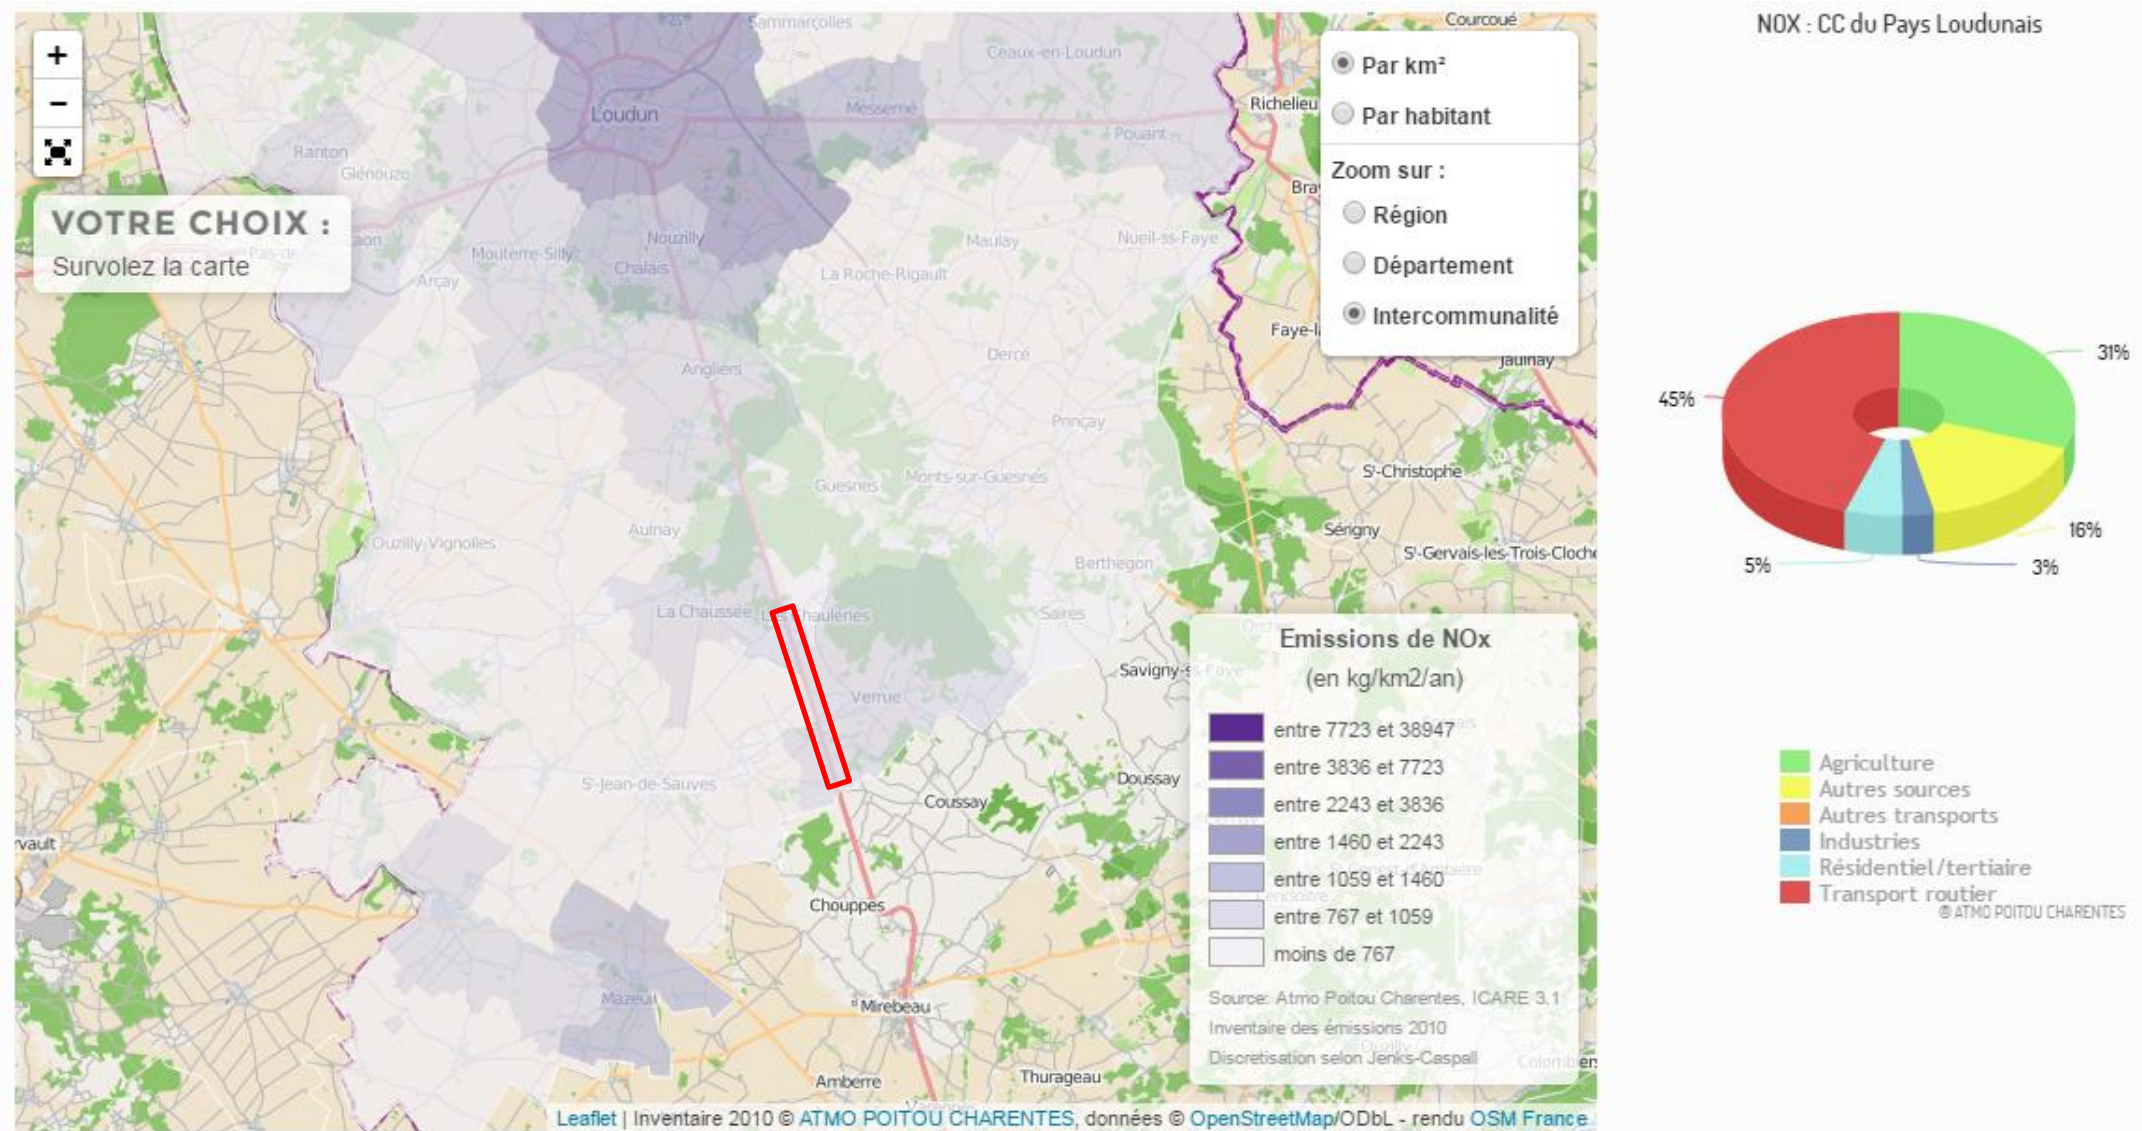 NOX : CC du Pays Loudunais
Sammarçolles
Courcoué
Ceaux-en-Loudun
+
−
Par km²
Par habitant
Zoom sur :
Région
Département
Intercommunalité
Loudun
Messemé
Richelieu
Pouant
Ranton
Glénouze
Bra
VOTRE CHOIX :
Survolez la carte
Mouterre-Silly
Nouzilly
Chalais
Arçay
Maulay
Nueil-ss-Faye
La Roche-Rigault
Faye-l
Jaulnay
Dercé
Angliers
Prinçay
31%
45%
16%
5%
3%
S'-Christophe
Monts-sur-Guesnes
Guesnes
Aulnay
Ouzilly-Vignolles
Sérigny
S'-Gervais-les-Trois-Cloche
Berthegon
La Chaussée
Les Chauleries
Saires
Savigny-ss-Faye
Verrue
S'-Jean-de-Sauves
Doussay
Coussay
rvault
Chouppes
Mazeuil
Mirebeau
Amberre
Thurageau
Emissions de NOx
(en kg/km2/an)
entre 7723 et 38947
entre 3836 et 7723
entre 2243 et 3836
entre 1460 et 2243
entre 1059 et 1460
entre 767 et 1059
moins de 767
Source: Atmo Poitou Charentes, ICARE 3.1
Inventaire des émissions 2010
Discretisation selon Jenks-Caspall
Colombiers
Agriculture
Autres sources
Autres transports
Industries
Résidentiel/tertiaire
Transport routier
© ATMO POITOU CHARENTES
Leaflet | Inventaire 2010 © ATMO POITOU CHARENTES, données © OpenStreetMap/ODbL - rendu OSM France